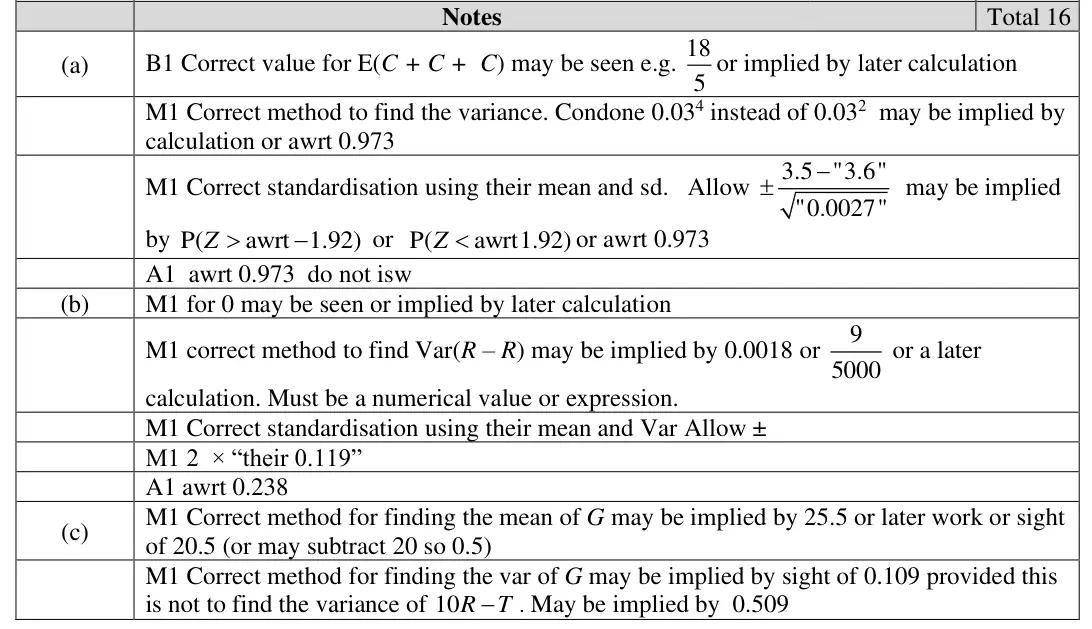 Notes Total 16
(a) B1 Correct value for E(C + C + C) may be seen e.g. 18/5 or implied by later calculation
M1 Correct method to find the variance. Condone 0.03⁴ instead of 0.03² may be implied by
calculation or awrt 0.973
M1 Correct standardisation using their mean and sd. Allow ± (3.5 – "3.6")/√"0.0027" may be implied
by P(Z > awrt –1.92) or P(Z < awrt1.92) or awrt 0.973
A1 awrt 0.973 do not isw
(b) M1 for 0 may be seen or implied by later calculation
M1 correct method to find Var(R – R) may be implied by 0.0018 or 9/5000 or a later
calculation. Must be a numerical value or expression.
M1 Correct standardisation using their mean and Var Allow ±
M1 2 × “their 0.119”
A1 awrt 0.238
(c) M1 Correct method for finding the mean of G may be implied by 25.5 or later work or sight
of 20.5 (or may subtract 20 so 0.5)
M1 Correct method for finding the var of G may be implied by sight of 0.109 provided this
is not to find the variance of 10R – T . May be implied by 0.509